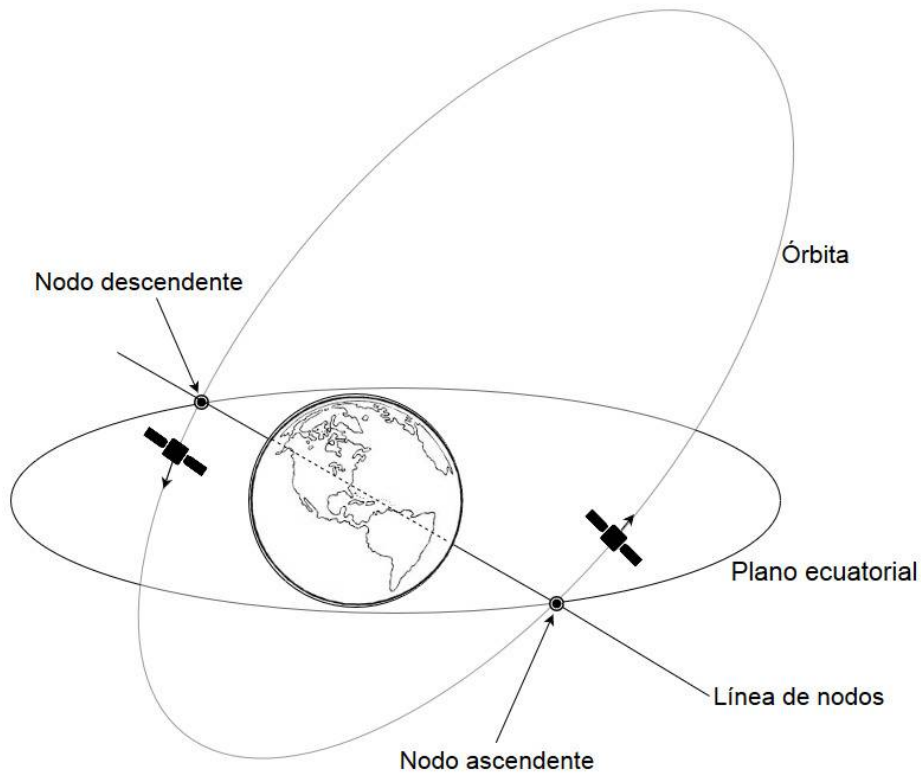 Órbita
Nodo descendente
Plano ecuatorial
Línea de nodos
Nodo ascendente